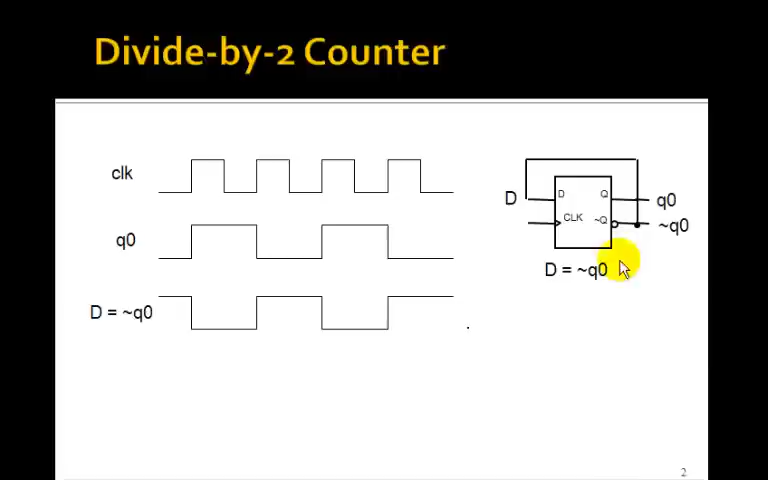 Divide-by-2 Counter
clk
q0
D = ~q0
D
D
Q
q0
CLK
~Q
~q0
D = ~q0
2